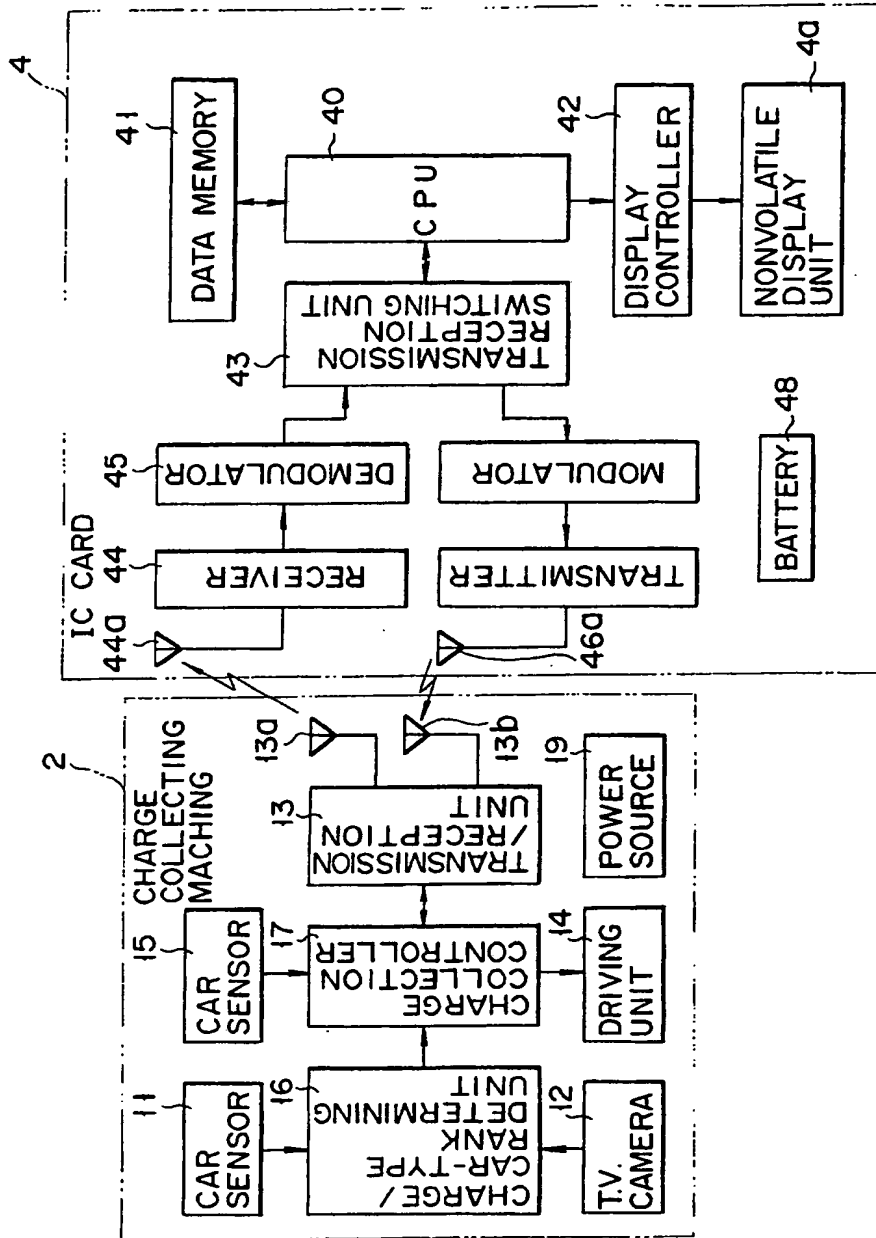 2
CHARGE
COLLECTING
MACHING
11
CAR
SENSOR
15
CAR
SENSOR
16
CHARGE/
CAR-TYPE
RANK
DETERMINING
UNIT
17
CHARGE
COLLECTION
CONTROLLER
13
TRANSMISSION
/RECEPTION
UNIT
13a
13b
12
T.V.
CAMERA
14
DRIVING
UNIT
19
POWER
SOURCE
4
IC CARD
44a
44
RECEIVER
45
DEMODULATOR
43
TRANSMISSION
RECEPTION
SWITCHING UNIT
41
DATA MEMORY
40
CPU
46a
TRANSMITTER
MODULATOR
42
DISPLAY
CONTROLLER
4a
NONVOLATILE
DISPLAY
UNIT
48
BATTERY